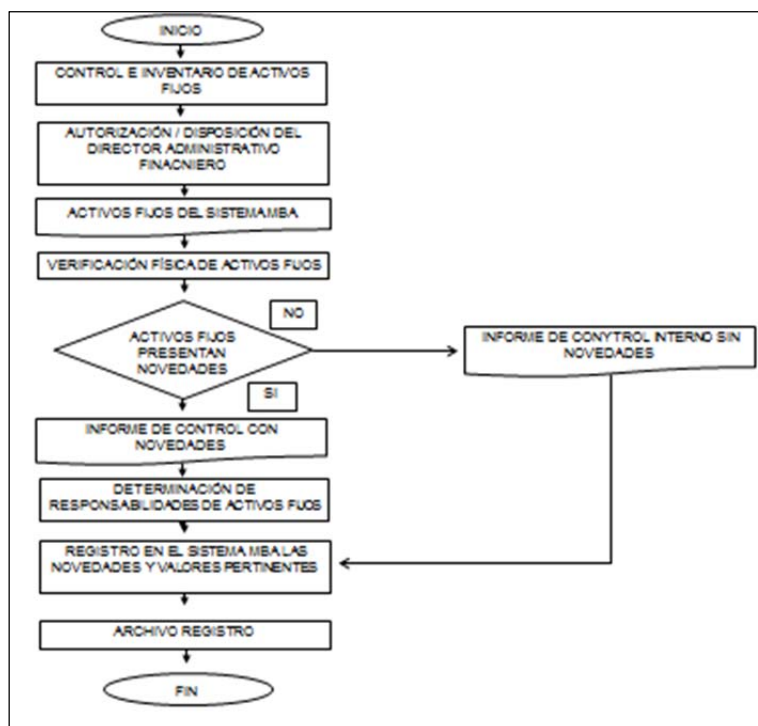 INICIO
CONTROL E INVENTARIO DE ACTIVOS
FIJOS
AUTORIZACIÓN / DISPOSICIÓN DEL
DIRECTOR ADMINISTRATIVO
FINACNIERO
ACTIVOS FIJOS DEL SISTEMA MBA
VERIFICACIÓN FÍSICA DE ACTIVOS FIJOS
NO
ACTIVOS FIJOS
PRESENTAN
NOVEDADES
INFORME DE CONYTROL INTERNO SIN
NOVEDADES
SI
INFORME DE CONTROL CON
NOVEDADES
DETERMINACIÓN DE
RESPONSABILIDADES DE ACTIVOS FIJOS
REGISTRO EN EL SISTEMA MBA LAS
NOVEDADES Y VALORES PERTINENTES
ARCHIVO REGISTRO
FIN